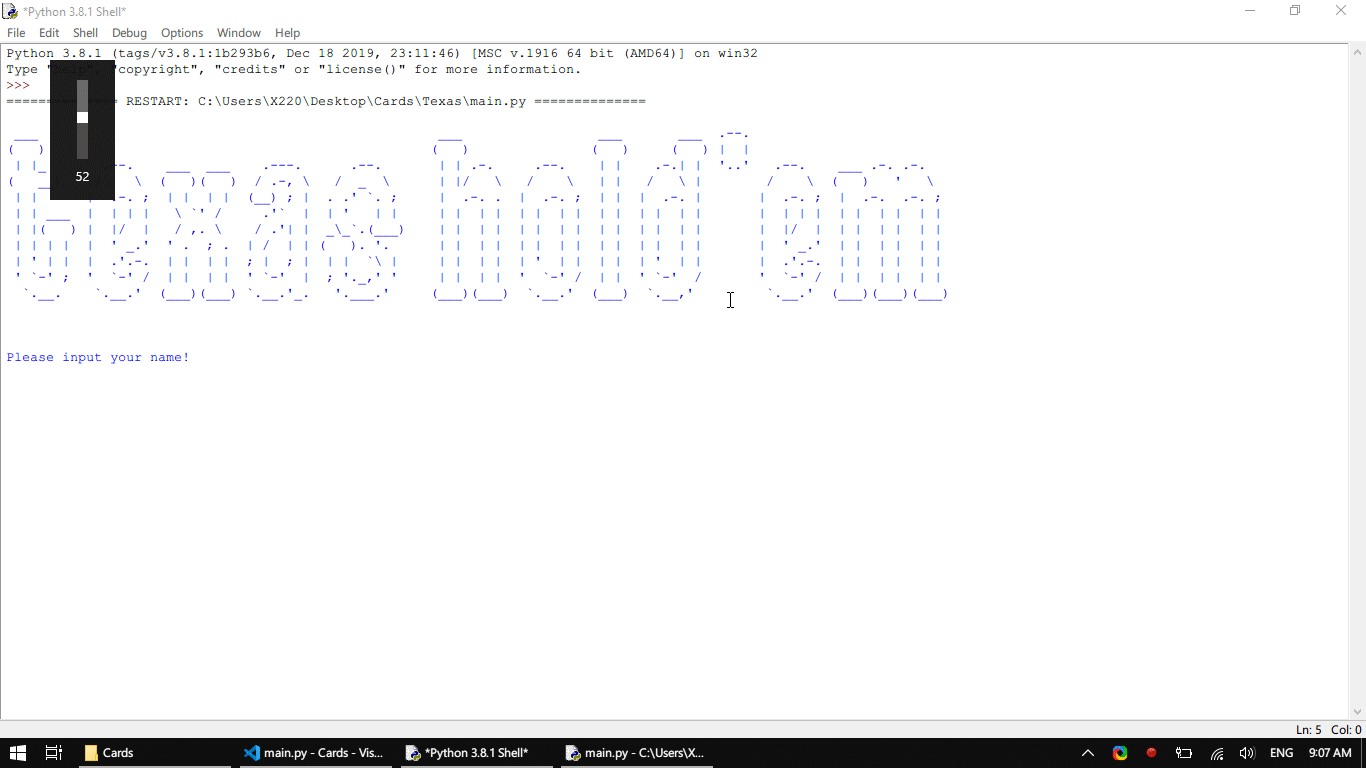 *Python 3.8.1 Shell*
File Edit Shell Debug Options Window Help
Python 3.8.1 (tags/v3.8.1:1b293b6, Dec 18 2019, 23:11:46) [MSC v.1916 64 bit (AMD64)] on win32
Type "copyright", "credits" or "license()" for more information.
>>>
RESTART: C:\Users\X220\Desktop\Cards\Texas\main.py ==============
52
texas hold'em
Please input your name!
Ln: 5 Col: 0
Cards main.py - Cards - Vis... *Python 3.8.1 Shell* main.py - C:\Users\X... ENG 9:07 AM